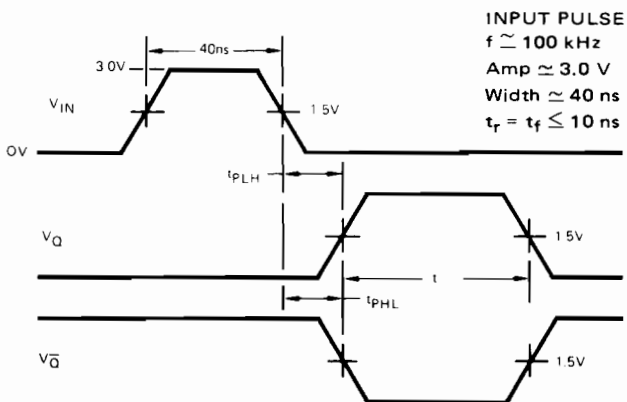 INPUT PULSE
f ≃ 100 kHz
Amp ≃ 3.0 V
Width ≃ 40 ns
tr = tf ≤ 10 ns
40ns
3.0V
VIN
1.5V
0V
tPLH
VQ
1.5V
t
tPHL
VQ̅
1.5V